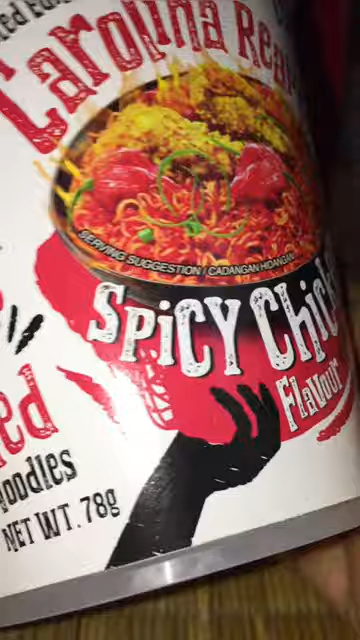 Carolina Rea
SERVING SUGGESTION / CADANGAN HIDANGAN
SPiCY Chic
Flavour
ed
oodles
NET WT. 78g